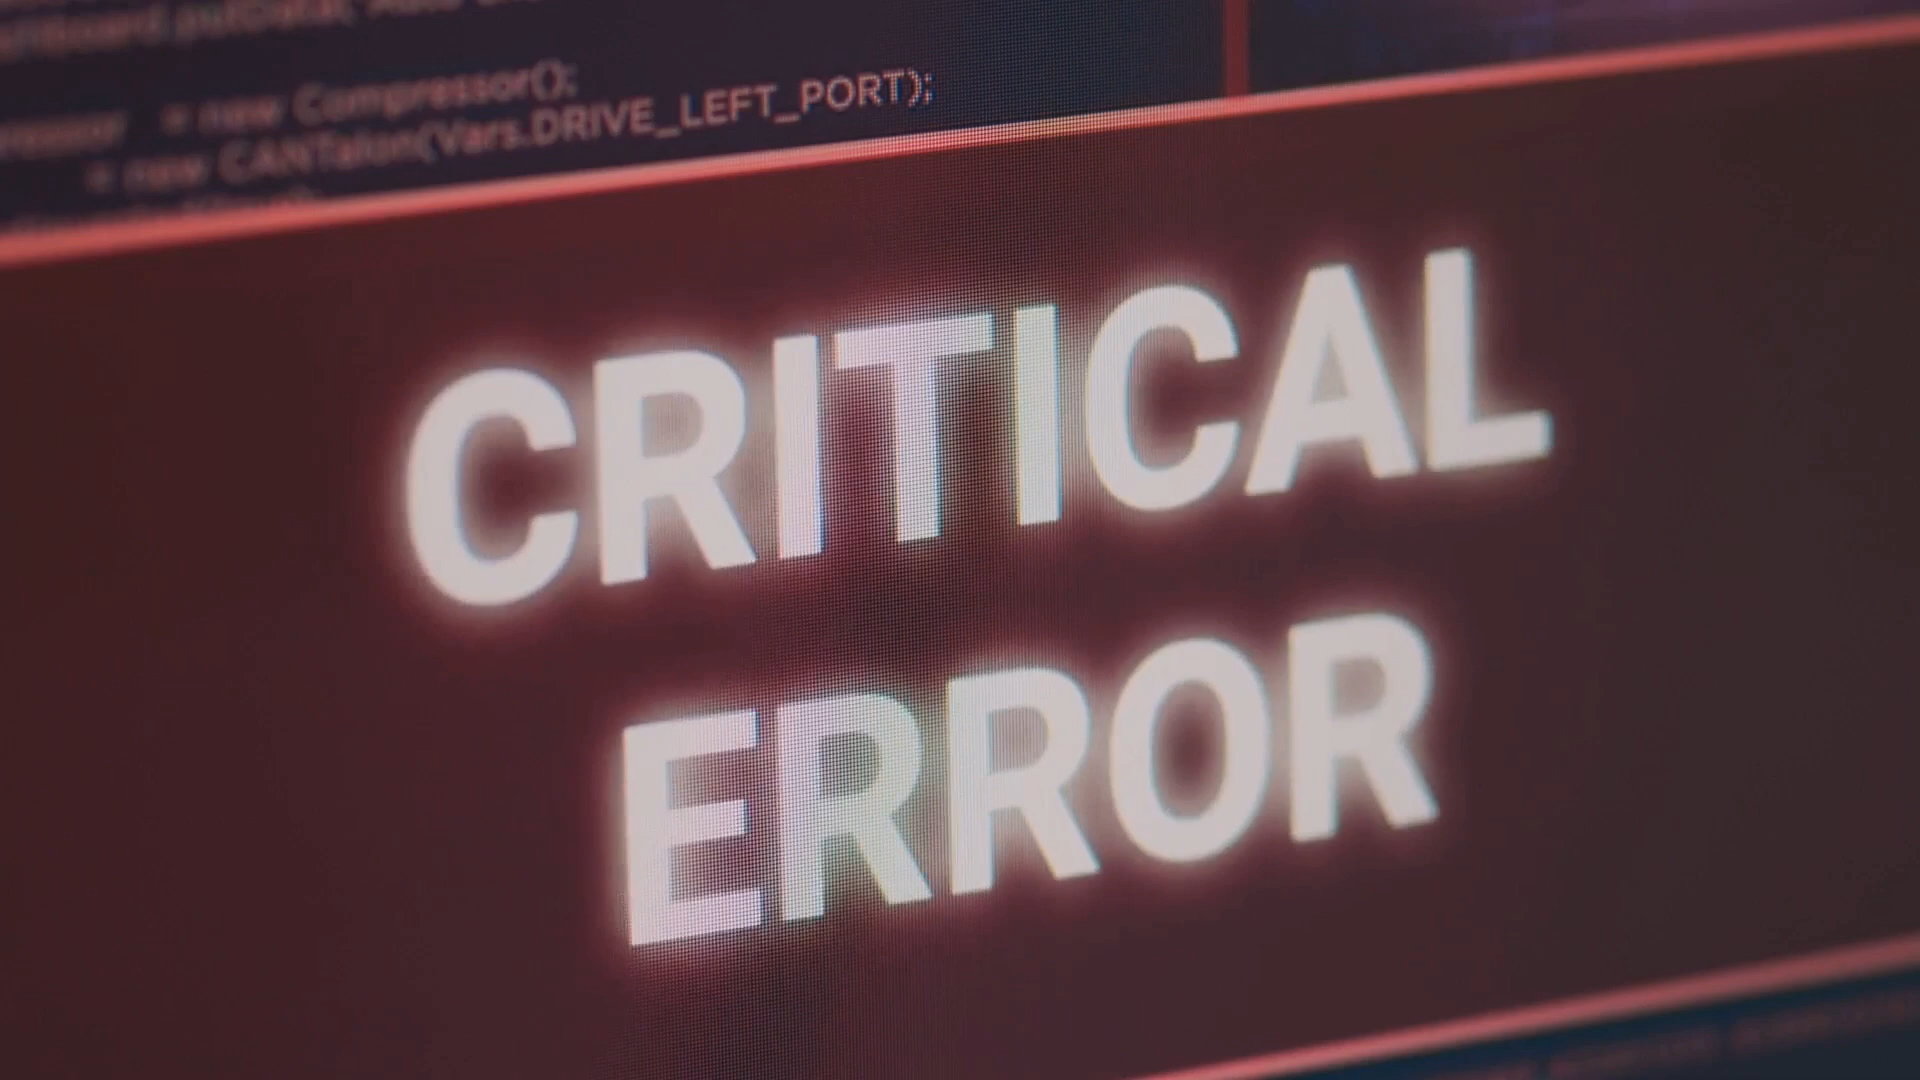 = new Compressor();
= new CANTalon(Vars.DRIVE_LEFT_PORT);
CRITICAL
ERROR